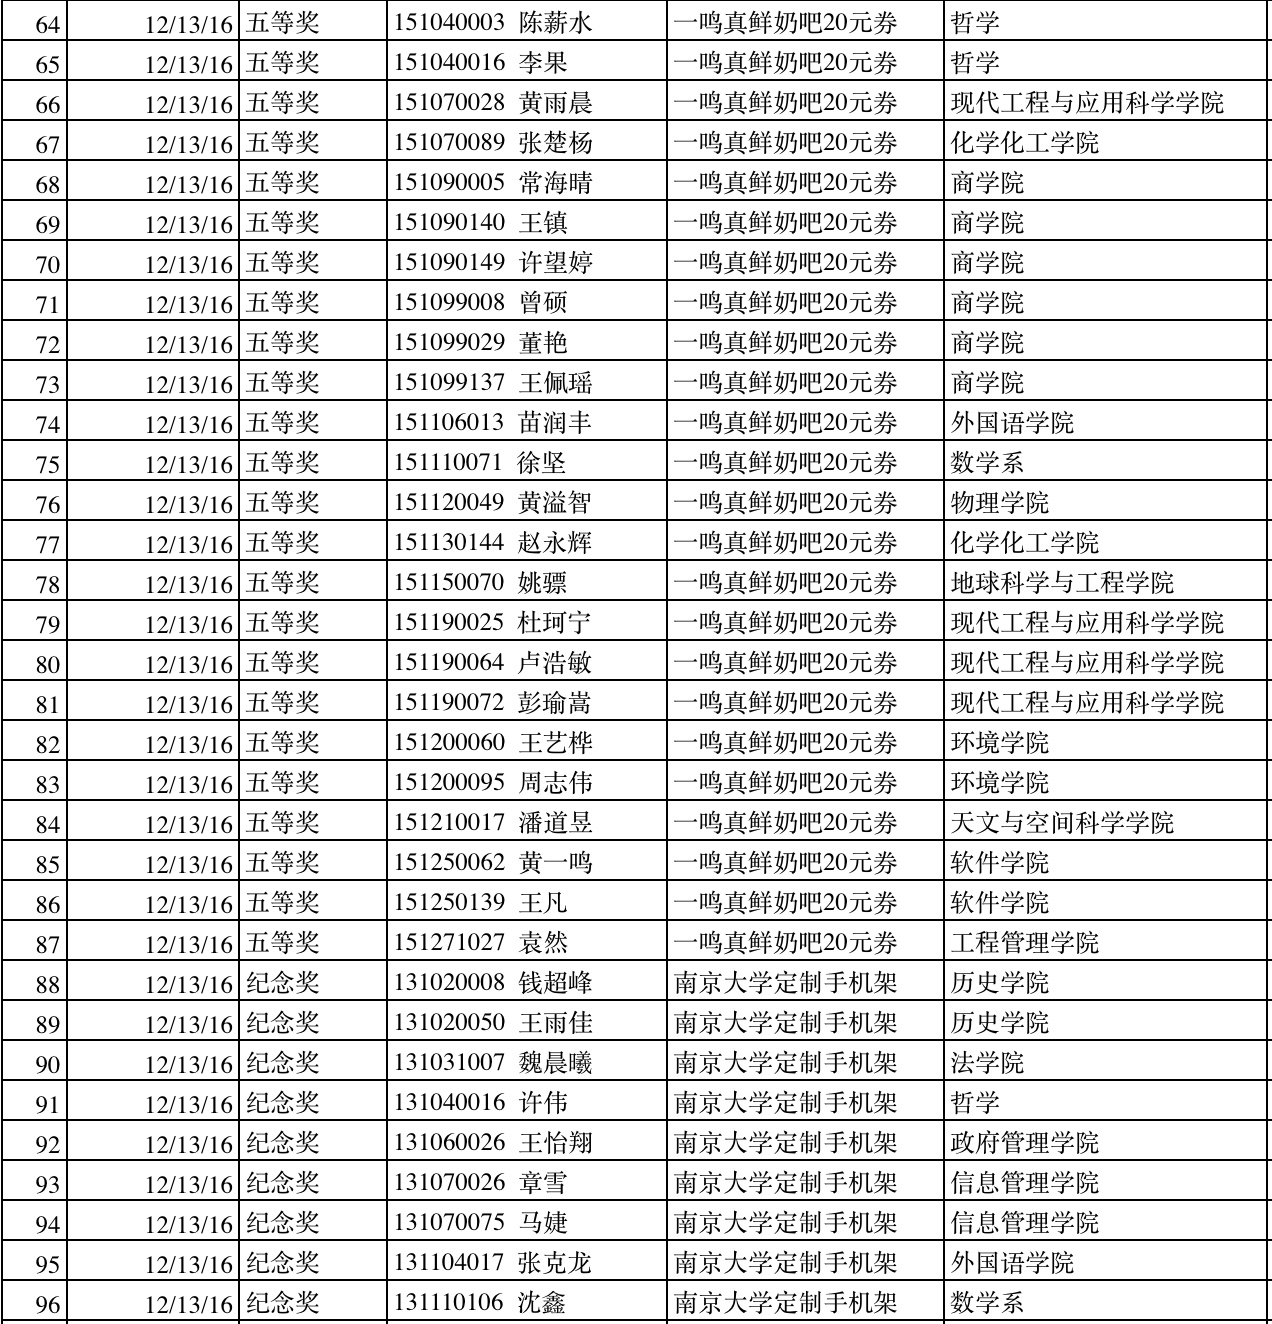 64 12/13/16 五等奖 151040003 陈薪水 一鸣真鲜奶吧20元券 哲学
65 12/13/16 五等奖 151040016 李果 一鸣真鲜奶吧20元券 哲学
66 12/13/16 五等奖 151070028 黄雨晨 一鸣真鲜奶吧20元券 现代工程与应用科学学院
67 12/13/16 五等奖 151070089 张楚杨 一鸣真鲜奶吧20元券 化学化工学院
68 12/13/16 五等奖 151090005 常海晴 一鸣真鲜奶吧20元券 商学院
69 12/13/16 五等奖 151090140 王镇 一鸣真鲜奶吧20元券 商学院
70 12/13/16 五等奖 151090149 许望婷 一鸣真鲜奶吧20元券 商学院
71 12/13/16 五等奖 151099008 曾硕 一鸣真鲜奶吧20元券 商学院
72 12/13/16 五等奖 151099029 董艳 一鸣真鲜奶吧20元券 商学院
73 12/13/16 五等奖 151099137 王佩瑶 一鸣真鲜奶吧20元券 商学院
74 12/13/16 五等奖 151106013 苗润丰 一鸣真鲜奶吧20元券 外国语学院
75 12/13/16 五等奖 151110071 徐坚 一鸣真鲜奶吧20元券 数学系
76 12/13/16 五等奖 151120049 黄溢智 一鸣真鲜奶吧20元券 物理学院
77 12/13/16 五等奖 151130144 赵永辉 一鸣真鲜奶吧20元券 化学化工学院
78 12/13/16 五等奖 151150070 姚骠 一鸣真鲜奶吧20元券 地球科学与工程学院
79 12/13/16 五等奖 151190025 杜珂宁 一鸣真鲜奶吧20元券 现代工程与应用科学学院
80 12/13/16 五等奖 151190064 卢浩敏 一鸣真鲜奶吧20元券 现代工程与应用科学学院
81 12/13/16 五等奖 151190072 彭瑜嵩 一鸣真鲜奶吧20元券 现代工程与应用科学学院
82 12/13/16 五等奖 151200060 王艺桦 一鸣真鲜奶吧20元券 环境学院
83 12/13/16 五等奖 151200095 周志伟 一鸣真鲜奶吧20元券 环境学院
84 12/13/16 五等奖 151210017 潘道昱 一鸣真鲜奶吧20元券 天文与空间科学学院
85 12/13/16 五等奖 151250062 黄一鸣 一鸣真鲜奶吧20元券 软件学院
86 12/13/16 五等奖 151250139 王凡 一鸣真鲜奶吧20元券 软件学院
87 12/13/16 五等奖 151271027 袁然 一鸣真鲜奶吧20元券 工程管理学院
88 12/13/16 纪念奖 131020008 钱超峰 南京大学定制手机架 历史学院
89 12/13/16 纪念奖 131020050 王雨佳 南京大学定制手机架 历史学院
90 12/13/16 纪念奖 131031007 魏晨曦 南京大学定制手机架 法学院
91 12/13/16 纪念奖 131040016 许伟 南京大学定制手机架 哲学
92 12/13/16 纪念奖 131060026 王怡翔 南京大学定制手机架 政府管理学院
93 12/13/16 纪念奖 131070026 章雪 南京大学定制手机架 信息管理学院
94 12/13/16 纪念奖 131070075 马婕 南京大学定制手机架 信息管理学院
95 12/13/16 纪念奖 131104017 张克龙 南京大学定制手机架 外国语学院
96 12/13/16 纪念奖 131110106 沈鑫 南京大学定制手机架 数学系